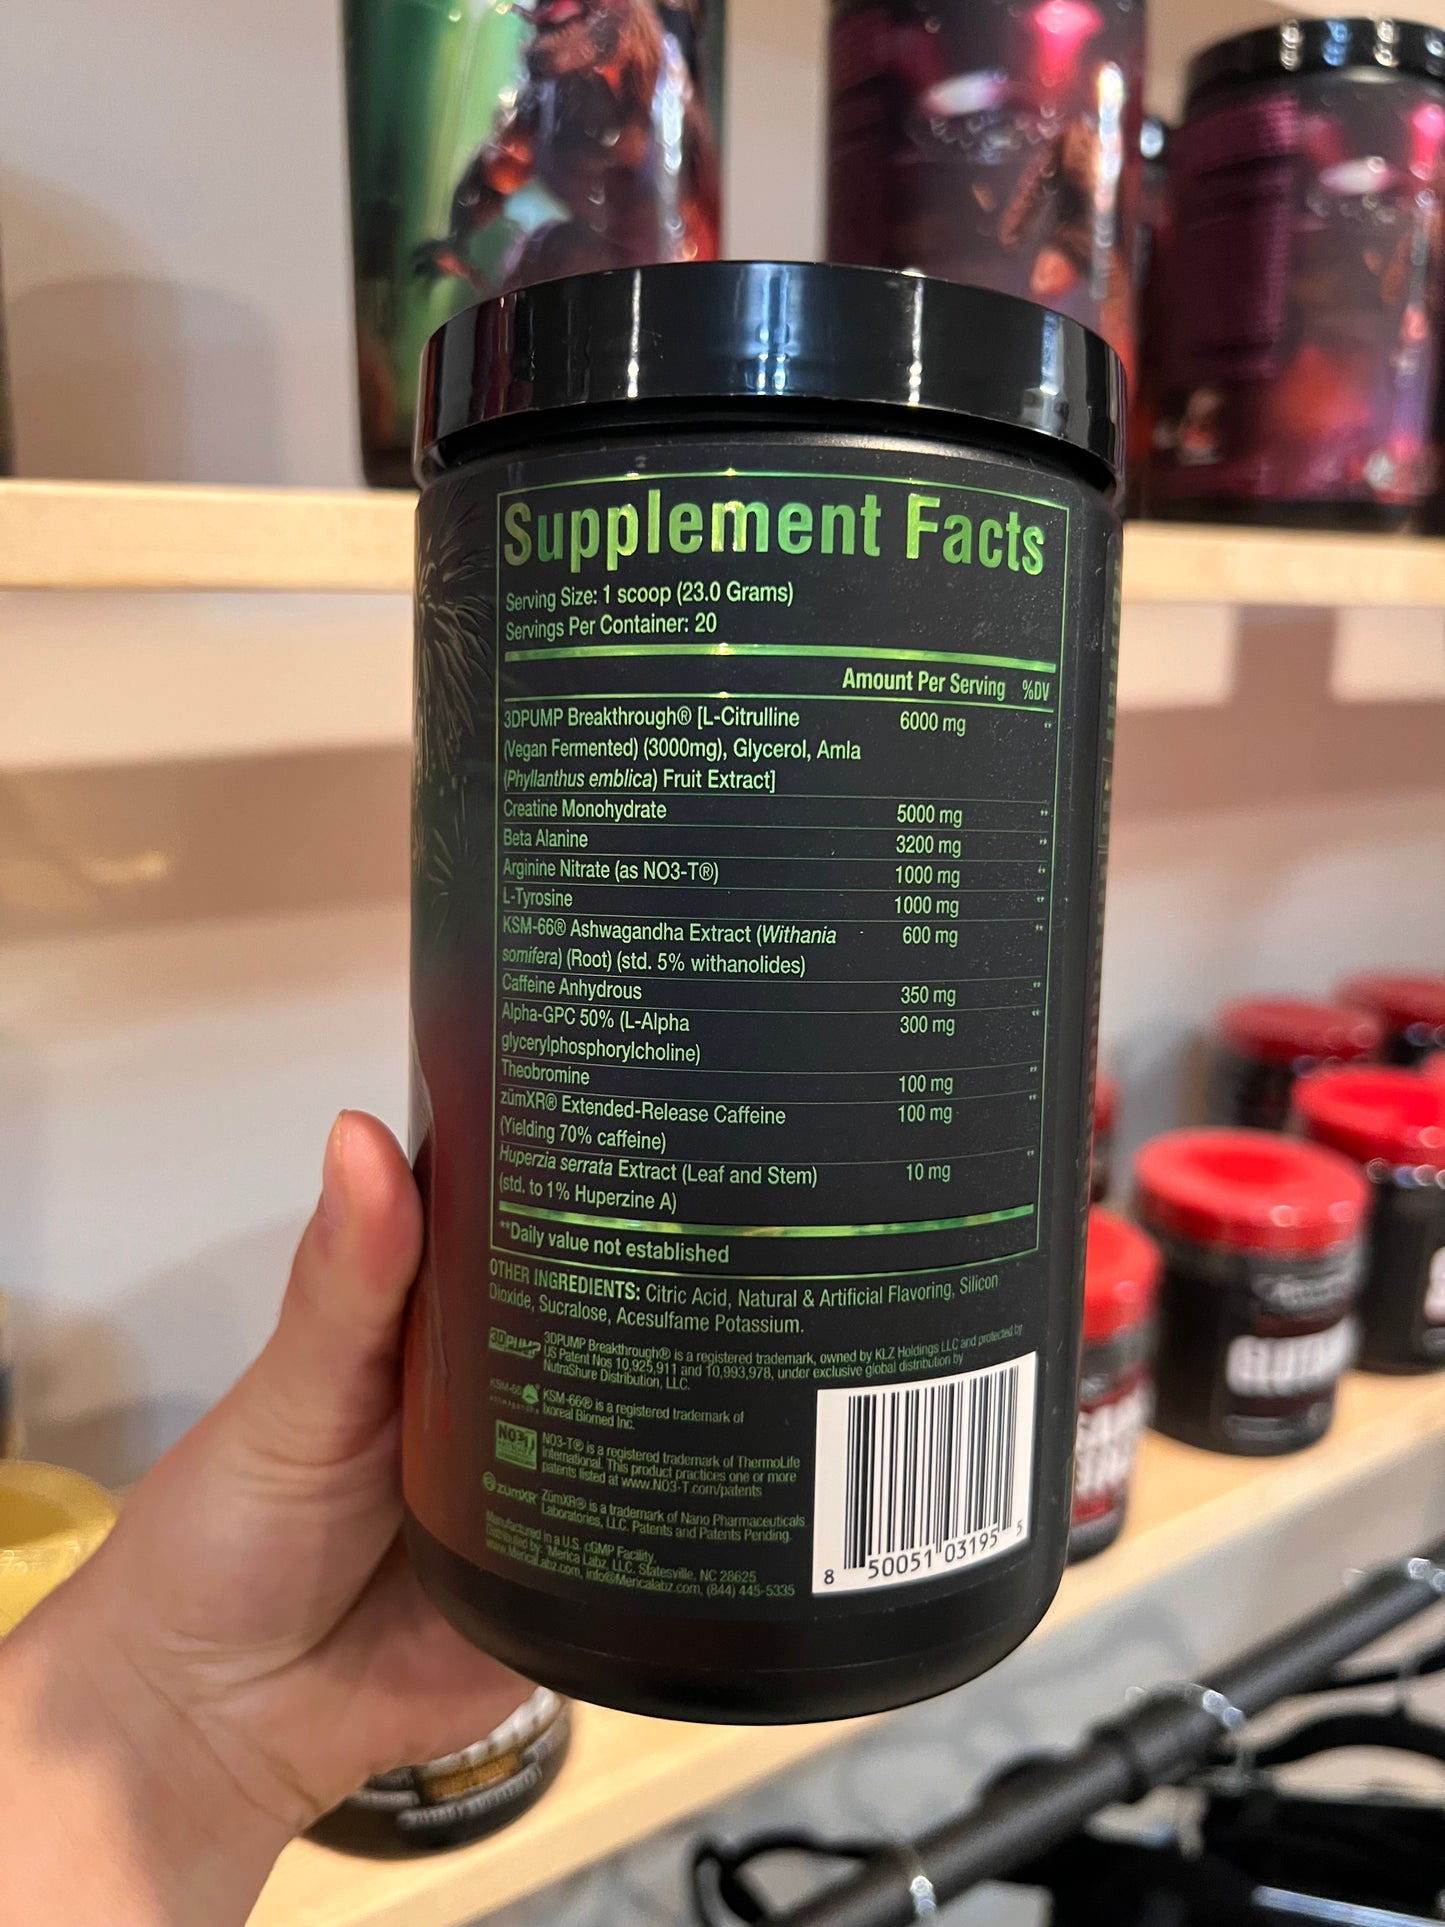 Supplement Facts
Serving Size: 1 scoop (23.0 Grams)
Servings Per Container: 20
Amount Per Serving %DV
3DPUMP Breakthrough® [L-Citrulline 6000 mg **
(Vegan Fermented) (3000mg), Glycerol, Amla
(Phyllanthus emblica) Fruit Extract]
Creatine Monohydrate 5000 mg **
Beta Alanine 3200 mg **
Arginine Nitrate (as NO3-T®) 1000 mg **
L-Tyrosine 1000 mg **
KSM-66® Ashwagandha Extract (Withania 600 mg **
somifera) (Root) (std. 5% withanolides)
Caffeine Anhydrous 350 mg **
Alpha-GPC 50% (L-Alpha 300 mg **
glycerylphosphorylcholine)
Theobromine 100 mg **
zümXR® Extended-Release Caffeine 100 mg **
(Yielding 70% caffeine)
Huperzia serrata Extract (Leaf and Stem) 10 mg **
(std. to 1% Huperzine A)
**Daily value not established
OTHER INGREDIENTS: Citric Acid, Natural & Artificial Flavoring, Silicon
Dioxide, Sucralose, Acesulfame Potassium.
3DPUMP
3DPUMP Breakthrough® is a registered trademark, owned by KLZ Holdings LLC and protected by
US Patent Nos 10,925,911 and 10,993,978, under exclusive global distribution by
NutraShure Distribution, LLC.
KSM-66
ashwagandha
KSM-66® is a registered trademark of
Ixoreal Biomed Inc.
NO3-T
NO3-T® is a registered trademark of ThermoLife
International. This product practices one or more
patents listed at www.NO3-T.com/patents
zümXR
ZümXR® is a trademark of Nano Pharmaceuticals
Laboratories, LLC. Patents and Patents Pending.
Manufactured in a U.S. cGMP Facility.
Distributed by: 'Merica Labz, LLC. Statesville, NC 28625
www.MericaLabz.com, info@Mericalabz.com, (844) 445-5335
8 50051 03195 5